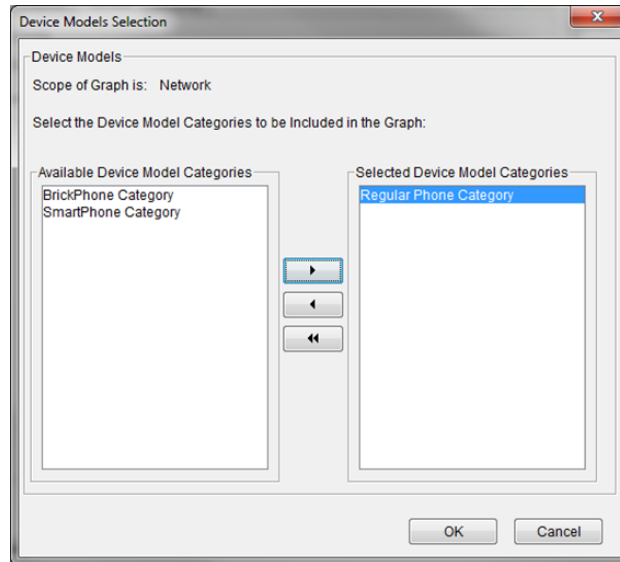 Device Models Selection
Device Models
Scope of Graph is: Network
Select the Device Model Categories to be Included in the Graph:
Available Device Model Categories
BrickPhone Category
SmartPhone Category
Selected Device Model Categories
Regular Phone Category
OK
Cancel